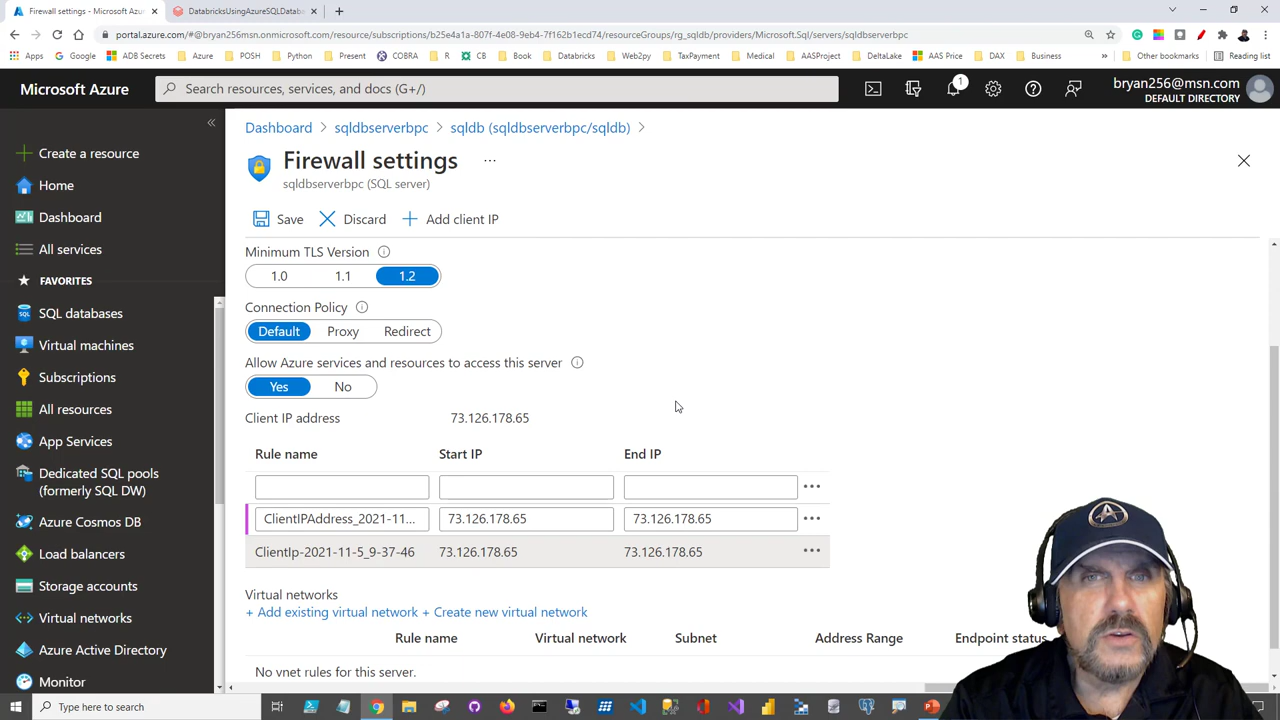 Firewall settings - Microsoft Az
DatabricksUsingAzureSQLDatab
portal.azure.com/#@bryan256msn.onmicrosoft.com/resource/subscriptions/b25e4a1a-807f-4e08-9eb4-7f162b1ecd74/resourceGroups/rg_sqldb/providers/Microsoft.Sql/servers/sqldbserverbpc
Apps Google ADB Secrets Azure POSH Python Present COBRA R CB Book Databricks Web2py TaxPayment Medical AASProject DeltaLake AAS Price DAX Business » Other bookmarks Reading list
Microsoft Azure
Search resources, services, and docs (G+/)
1
bryan256@msn.com
DEFAULT DIRECTORY
Create a resource
Home
Dashboard
All services
FAVORITES
SQL databases
Virtual machines
Subscriptions
All resources
App Services
Dedicated SQL pools
(formerly SQL DW)
Azure Cosmos DB
Load balancers
Storage accounts
Virtual networks
Azure Active Directory
Monitor
Dashboard > sqldbserverbpc > sqldb (sqldbserverbpc/sqldb) >
Firewall settings ...
sqldbserverbpc (SQL server)
Save Discard + Add client IP
Minimum TLS Version
1.0 1.1 1.2
Connection Policy
Default Proxy Redirect
Allow Azure services and resources to access this server
Yes No
Client IP address 73.126.178.65
Rule name Start IP End IP
ClientIPAddress_2021-11... 73.126.178.65 73.126.178.65
ClientIp-2021-11-5_9-37-46 73.126.178.65 73.126.178.65
Virtual networks
+ Add existing virtual network + Create new virtual network
Rule name Virtual network Subnet Address Range Endpoint status
No vnet rules for this server.
Type here to search